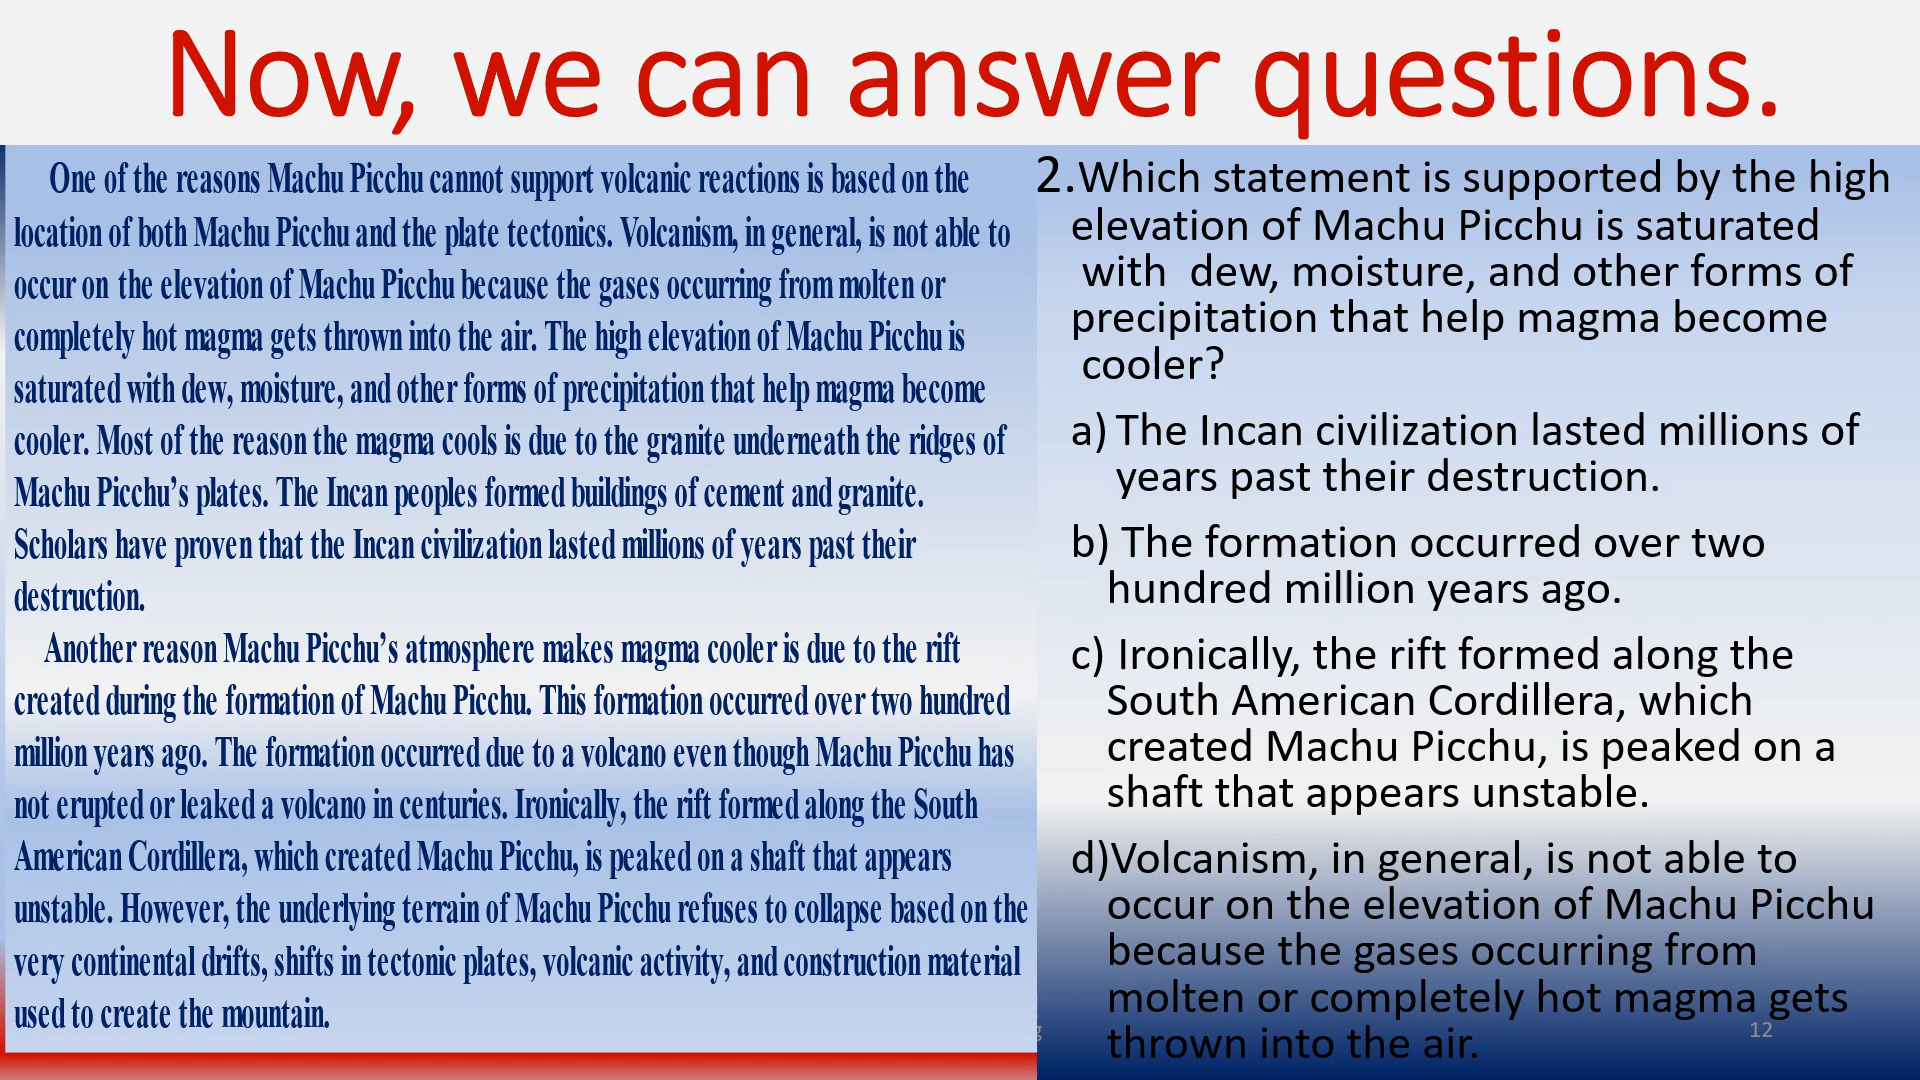 Now, we can answer questions.
One of the reasons Machu Picchu cannot support volcanic reactions is based on the
location of both Machu Picchu and the plate tectonics. Volcanism, in general, is not able to
occur on the elevation of Machu Picchu because the gases occurring from molten or
completely hot magma gets thrown into the air. The high elevation of Machu Picchu is
saturated with dew, moisture, and other forms of precipitation that help magma become
cooler. Most of the reason the magma cools is due to the granite underneath the ridges of
Machu Picchu’s plates. The Incan peoples formed buildings of cement and granite.
Scholars have proven that the Incan civilization lasted millions of years past their
destruction.
Another reason Machu Picchu’s atmosphere makes magma cooler is due to the rift
created during the formation of Machu Picchu. This formation occurred over two hundred
million years ago. The formation occurred due to a volcano even though Machu Picchu has
not erupted or leaked a volcano in centuries. Ironically, the rift formed along the South
American Cordillera, which created Machu Picchu, is peaked on a shaft that appears
unstable. However, the underlying terrain of Machu Picchu refuses to collapse based on the
very continental drifts, shifts in tectonic plates, volcanic activity, and construction material
used to create the mountain.
2.Which statement is supported by the high
elevation of Machu Picchu is saturated
with dew, moisture, and other forms of
precipitation that help magma become
cooler?
a) The Incan civilization lasted millions of
years past their destruction.
b) The formation occurred over two
hundred million years ago.
c) Ironically, the rift formed along the
South American Cordillera, which
created Machu Picchu, is peaked on a
shaft that appears unstable.
d)Volcanism, in general, is not able to
occur on the elevation of Machu Picchu
because the gases occurring from
molten or completely hot magma gets
thrown into the air.
12